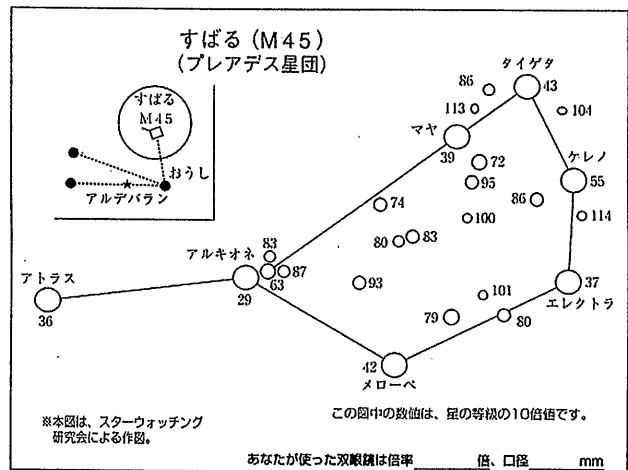 すばる (M45)
(プレアデス星団)
すばる
M45
おうし
アルデバラン
タイゲタ
86
43
113
104
マヤ
39
72
ケレノ
95
55
86
74
100
114
80
83
83
アルキオネ
87
63
93
29
アトラス
36
101
37
エレクトラ
79
80
42
メローペ
※本図は、スターウォッチング
研究会による作図。
この図中の数値は、星の等級の10倍値です。
あなたが使った双眼鏡は倍率 倍、口径 mm